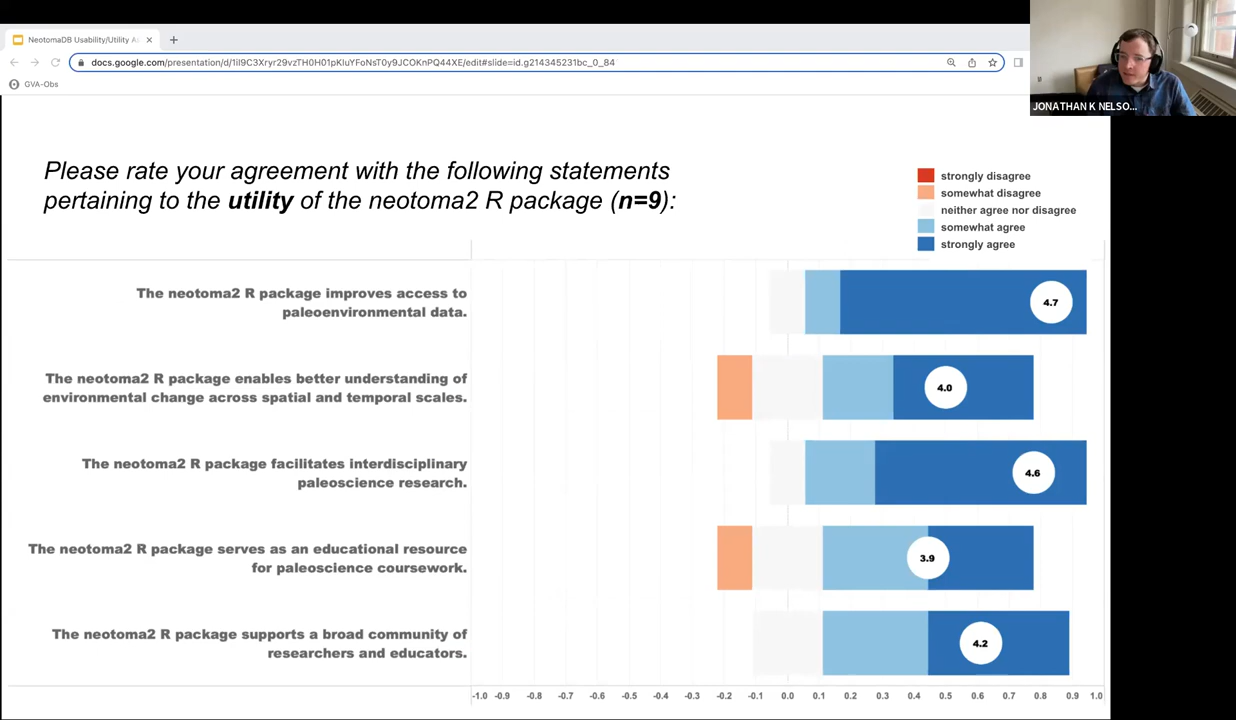 NeotomaDB Usability/Utility A
docs.google.com/presentation/d/1iI9C3Xryr29vzTH0H01pKIuYFoNsT0y9JCOKnPQ44XE/edit#slide=id.g214345231bc_0_84
GVA-Obs
JONATHAN K NELSO...
Please rate your agreement with the following statements
pertaining to the utility of the neotoma2 R package (n=9):
strongly disagree
somewhat disagree
neither agree nor disagree
somewhat agree
strongly agree
The neotoma2 R package improves access to
paleoenvironmental data.
4.7
The neotoma2 R package enables better understanding of
environmental change across spatial and temporal scales.
4.0
The neotoma2 R package facilitates interdisciplinary
paleoscience research.
4.6
The neotoma2 R package serves as an educational resource
for paleoscience coursework.
3.9
The neotoma2 R package supports a broad community of
researchers and educators.
4.2
-1.0 -0.9 -0.8 -0.7 -0.6 -0.5 -0.4 -0.3 -0.2 -0.1 0.0 0.1 0.2 0.3 0.4 0.5 0.6 0.7 0.8 0.9 1.0